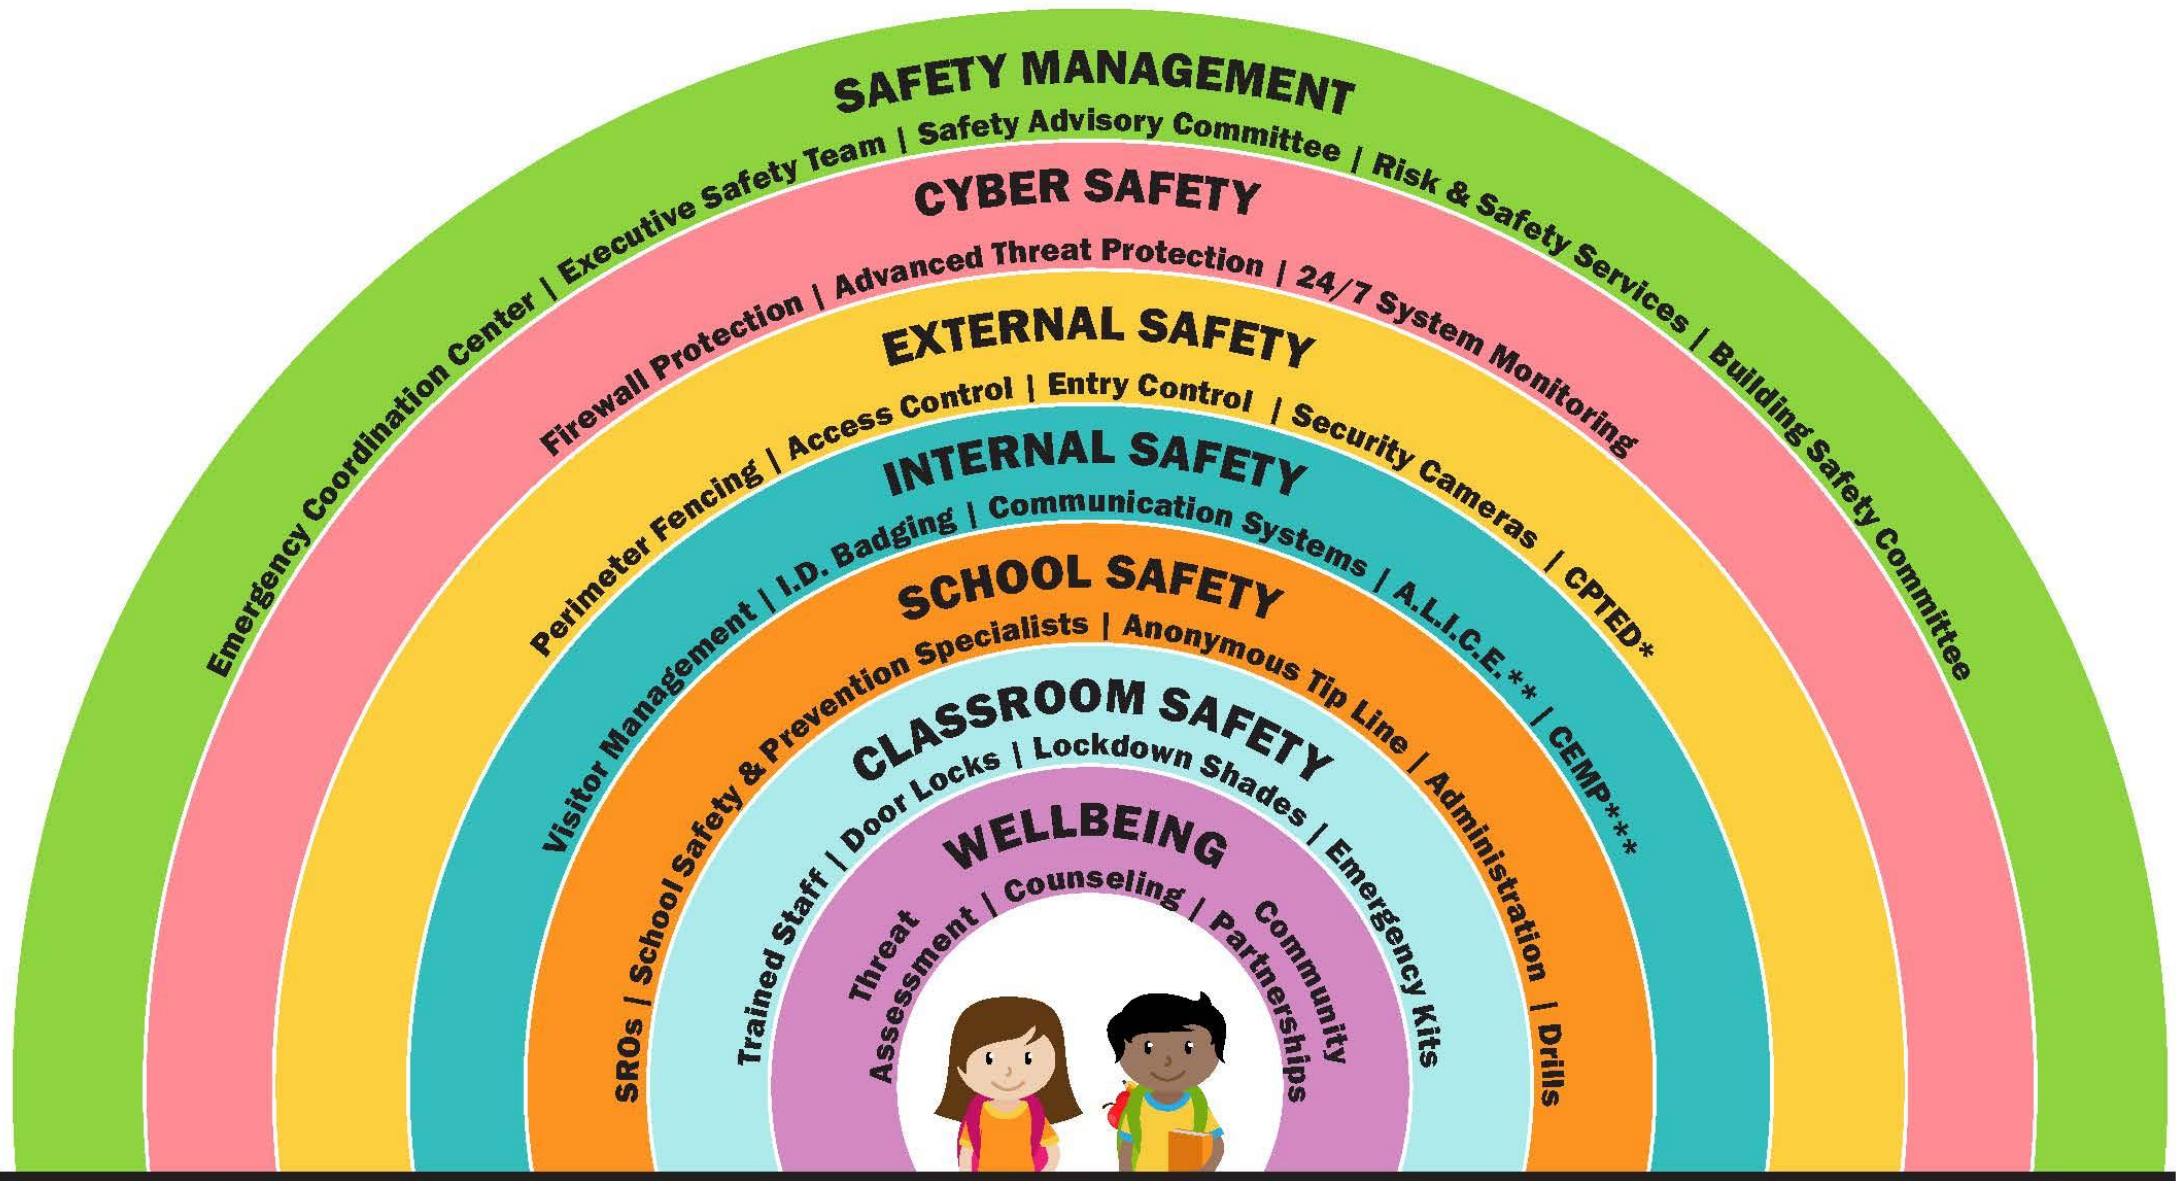 SAFETY MANAGEMENT
Emergency Coordination Center | Executive Safety Team | Safety Advisory Committee | Risk & Safety Services | Building Safety Committee
CYBER SAFETY
Firewall Protection | Advanced Threat Protection | 24/7 System Monitoring
EXTERNAL SAFETY
Perimeter Fencing | Access Control | Entry Control | Security Cameras | CPTED*
INTERNAL SAFETY
Visitor Management | I.D. Badging | Communication Systems | A.L.I.C.E.** | CEMP***
SCHOOL SAFETY
SROs | School Safety & Prevention Specialists | Anonymous Tip Line | Administration | Drills
CLASSROOM SAFETY
Trained Staff | Door Locks | Lockdown Shades | Emergency Kits
WELLBEING
Threat Assessment | Counseling | Community Partnerships